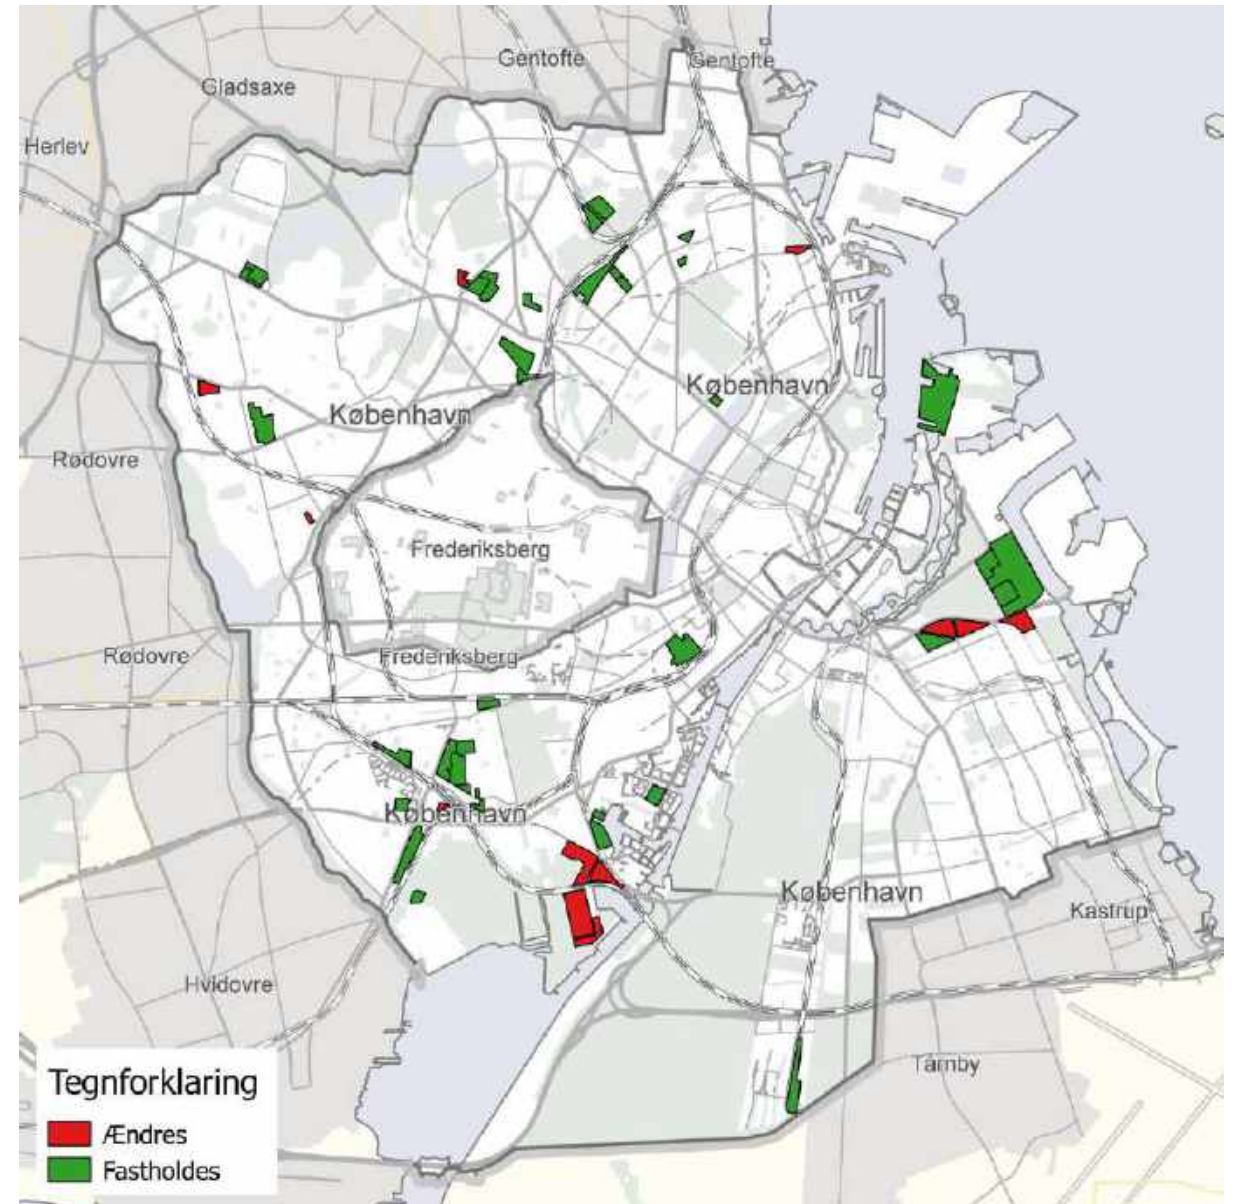 Gentofte
Gentofte
Gladsaxe
Herlev
København
København
Rødovre
Frederiksberg
Rødovre
Frederiksberg
København
København
Kastrup
Hvidovre
Tårnby
Tegnforklaring
Ændres
Fastholdes